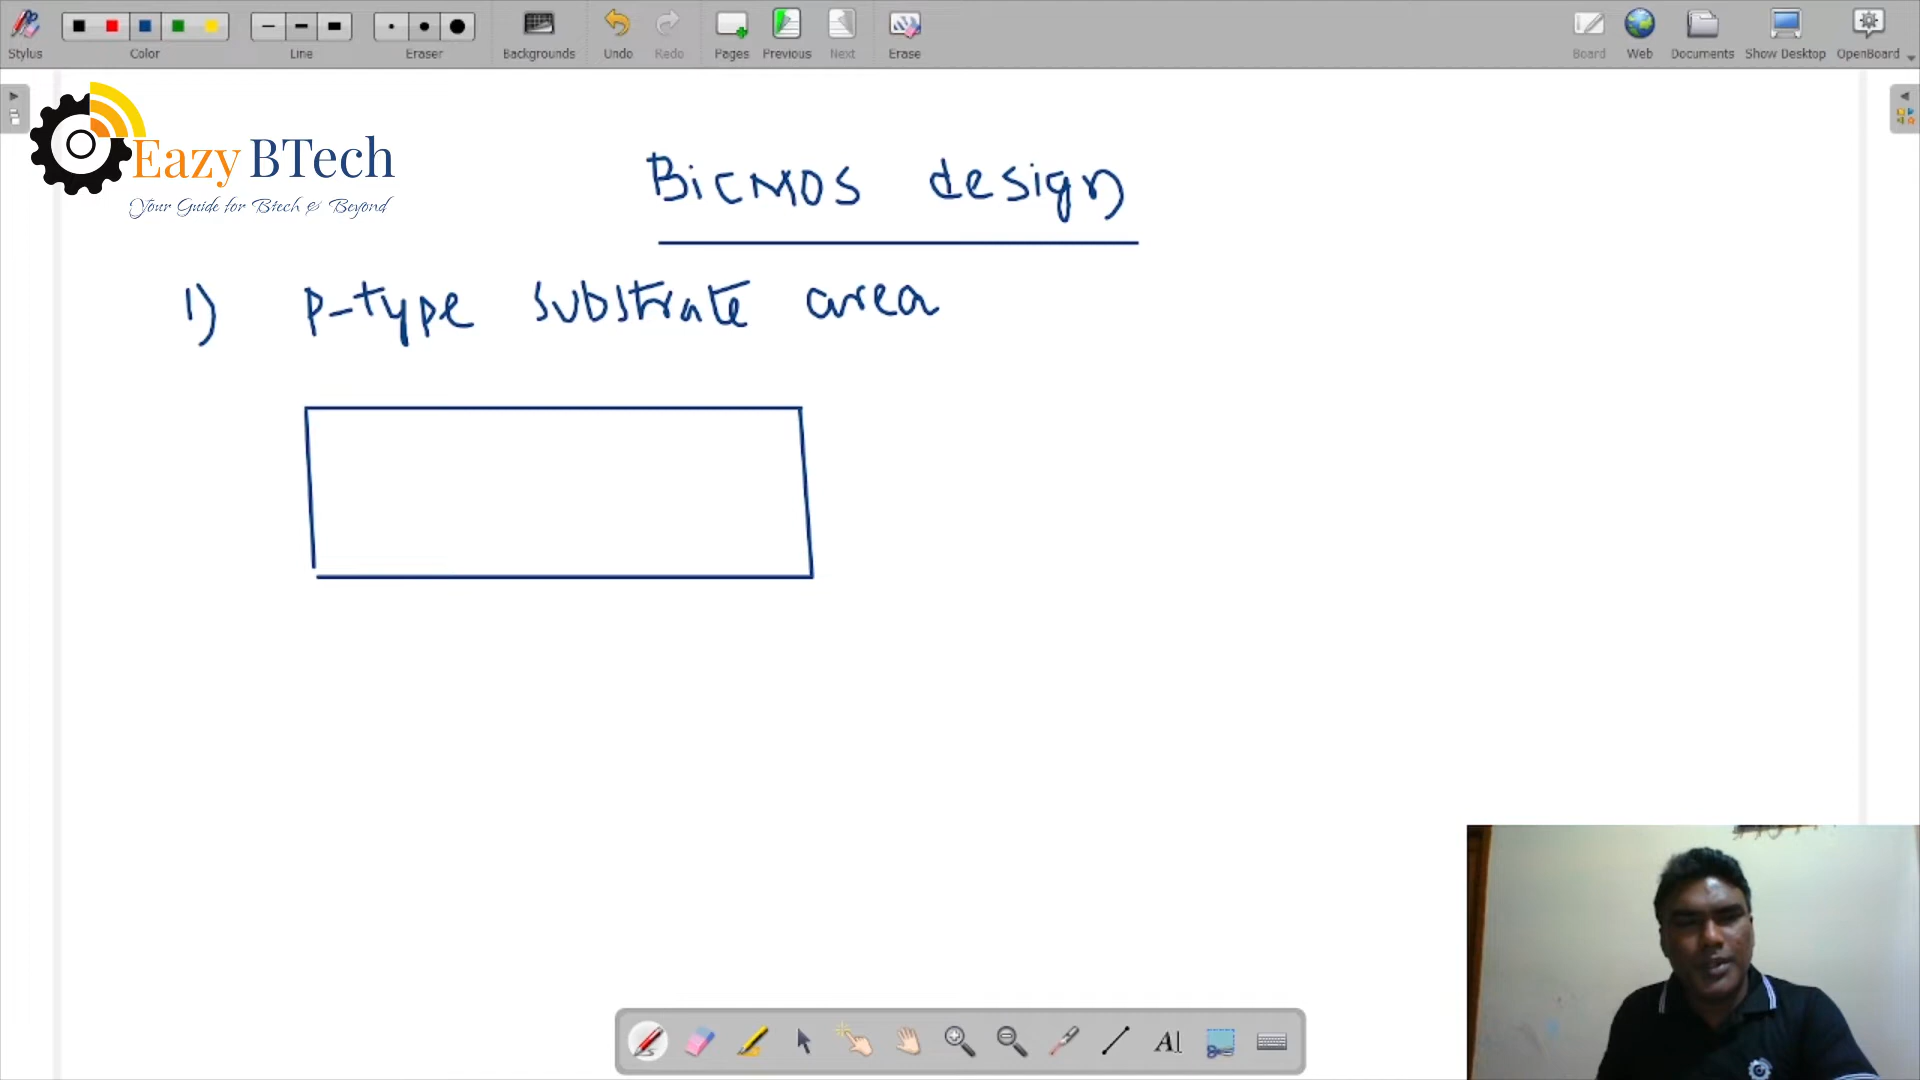 Stylus Color Line Eraser Backgrounds Undo Redo Pages Previous Next Erase Board Web Documents Show Desktop OpenBoard
Eazy BTech
Your Guide for Btech & Beyond
BiCMOS design
1) P-type substrate area
AI